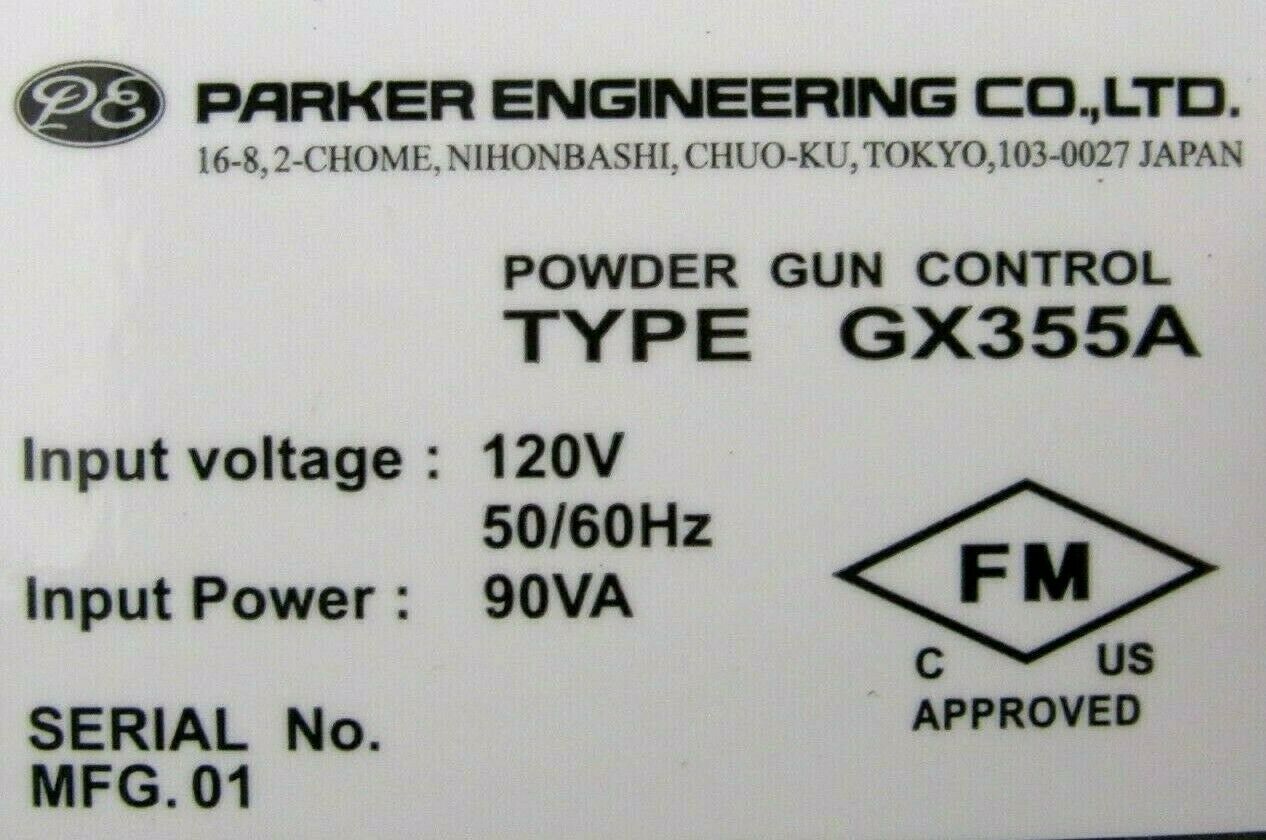 PE PARKER ENGINEERING CO.,LTD.
16-8,2-CHOME,NIHONBASHI,CHUO-KU,TOKYO,103-0027 JAPAN
POWDER GUN CONTROL
TYPE GX355A
Input voltage : 120V
50/60Hz
Input Power : 90VA
FM
C US
APPROVED
SERIAL No.
MFG. 01